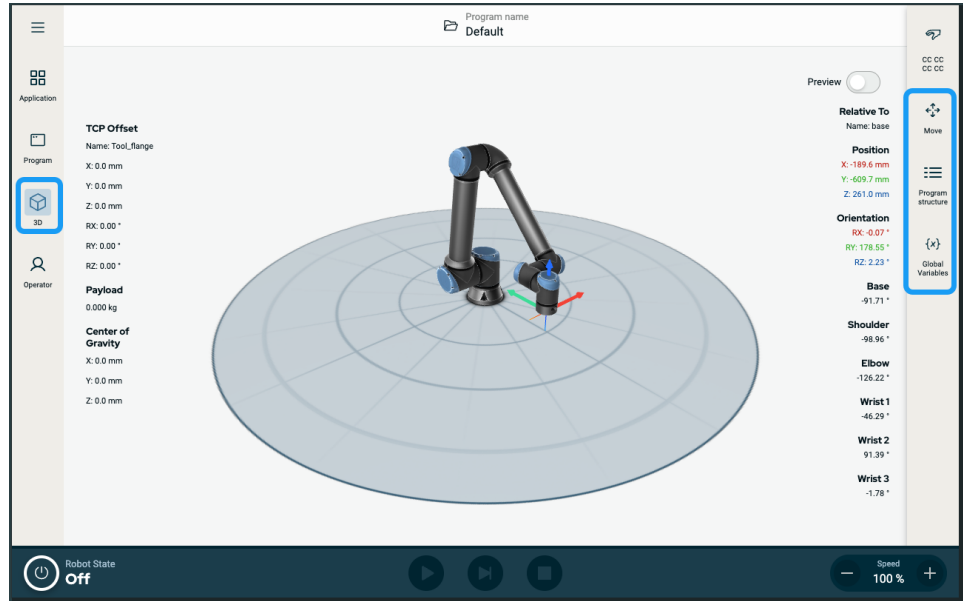 Program name
Default
Application
Program
3D
Operator
TCP Offset
Name: Tool_flange
X: 0.0 mm
Y: 0.0 mm
Z: 0.0 mm
RX: 0.00 °
RY: 0.00 °
RZ: 0.00 °
Payload
0.000 kg
Center of
Gravity
X: 0.0 mm
Y: 0.0 mm
Z: 0.0 mm
Preview
Relative To
Name: base
Position
X: -189.6 mm
Y: -609.7 mm
Z: 261.0 mm
Orientation
RX: -0.07 °
RY: 178.55 °
RZ: 2.23 °
Base
-91.71 °
Shoulder
-98.96 °
Elbow
-126.22 °
Wrist 1
-46.29 °
Wrist 2
91.39 °
Wrist 3
-1.78 °
CC CC
CC CC
Move
Program
structure
{x}
Global
Variables
Robot State
Off
Speed
100 %